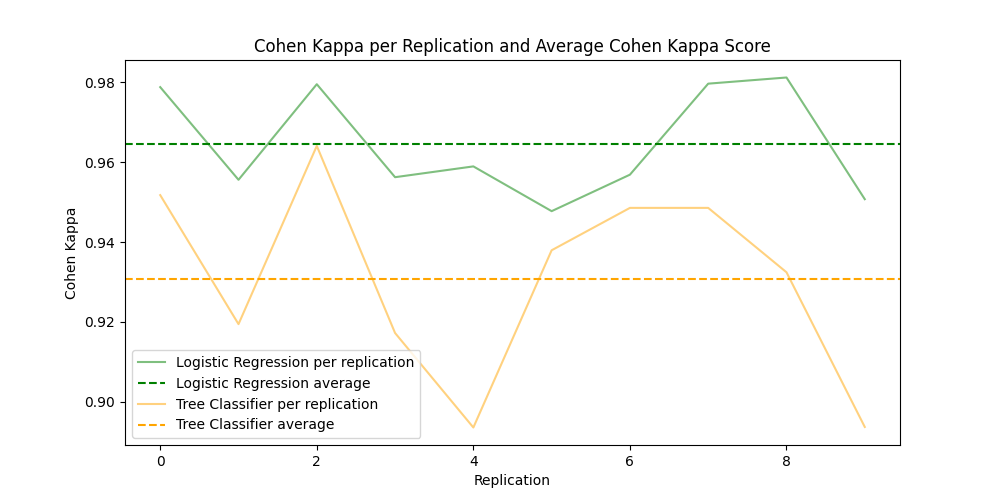 Cohen Kappa per Replication and Average Cohen Kappa Score
0.98
0.96
0.94
0.92
0.90
Cohen Kappa
Logistic Regression per replication
Logistic Regression average
Tree Classifier per replication
Tree Classifier average
0 2 4 6 8
Replication